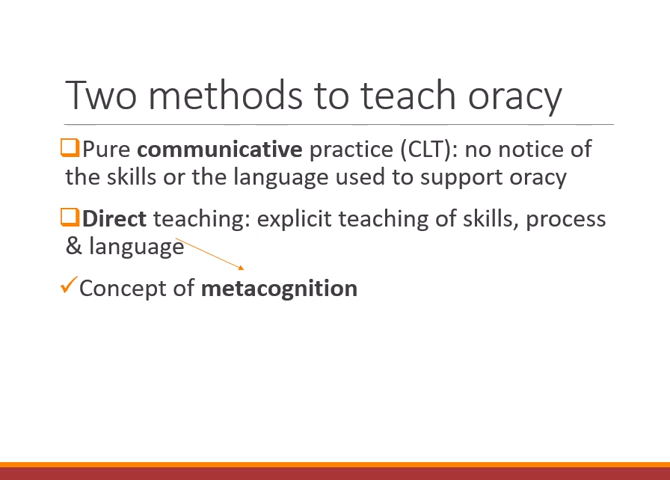 Two methods to teach oracy
Pure communicative practice (CLT): no notice of
the skills or the language used to support oracy
Direct teaching: explicit teaching of skills, process
& language
Concept of metacognition